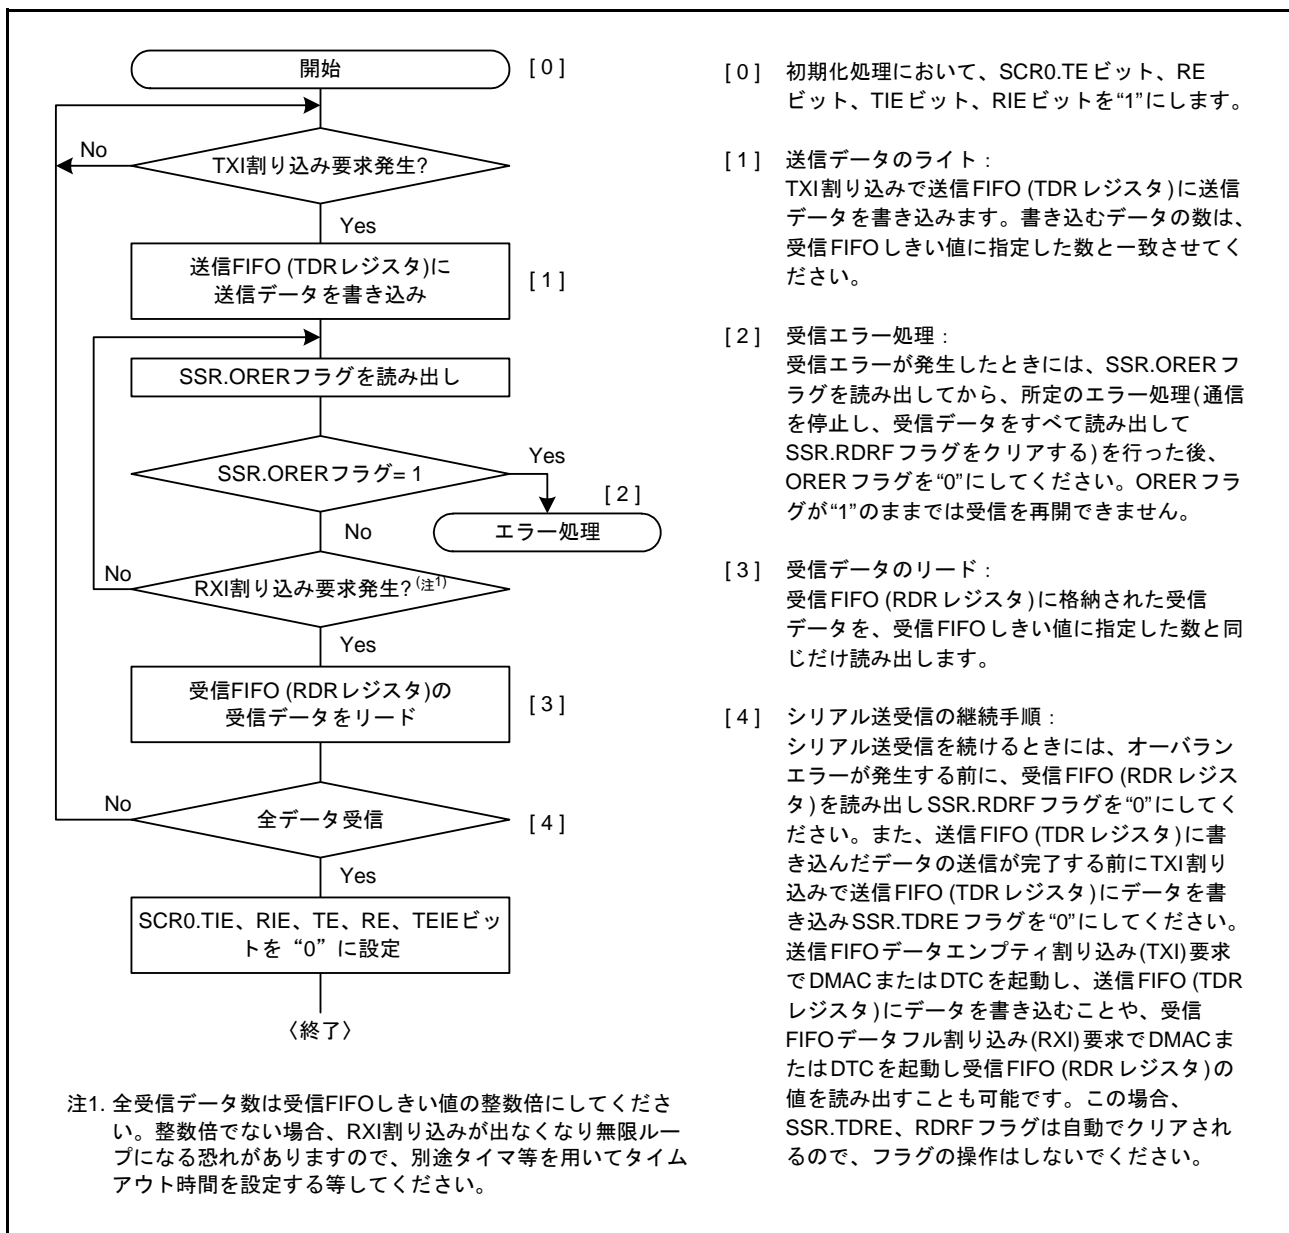 開始
[ 0 ]
No
TXI割り込み要求発生?
Yes
送信FIFO (TDRレジスタ)に
送信データを書き込み
[ 1 ]
SSR.ORERフラグを読み出し
SSR.ORERフラグ= 1
Yes
[ 2 ]
エラー処理
No
No
RXI割り込み要求発生?(注1)
Yes
受信FIFO (RDRレジスタ)の
受信データをリード
[ 3 ]
No
全データ受信
[ 4 ]
Yes
SCR0.TIE、RIE、TE、RE、TEIEビッ
トを“0”に設定
〈終了〉
注1. 全受信データ数は受信FIFOしきい値の整数倍にしてくださ
い。整数倍でない場合、RXI割り込みが出なくなり無限ルー
プになる恐れがありますので、別途タイマ等を用いてタイム
アウト時間を設定する等してください。
[ 0 ] 初期化処理において、SCR0.TEビット、RE
ビット、TIEビット、RIEビットを“1”にします。
[ 1 ] 送信データのライト：
TXI割り込みで送信FIFO (TDRレジスタ)に送信
データを書き込みます。書き込むデータの数は、
受信FIFOしきい値に指定した数と一致させてく
ださい。
[ 2 ] 受信エラー処理：
受信エラーが発生したときには、SSR.ORERフ
ラグを読み出してから、所定のエラー処理(通信
を停止し、受信データをすべて読み出して
SSR.RDRFフラグをクリアする)を行った後、
ORERフラグを“0”にしてください。ORERフラ
グが“1”のままでは受信を再開できません。
[ 3 ] 受信データのリード：
受信FIFO (RDRレジスタ)に格納された受信
データを、受信FIFOしきい値に指定した数と同
じだけ読み出します。
[ 4 ] シリアル送受信の継続手順：
シリアル送受信を続けるときには、オーバラン
エラーが発生する前に、受信FIFO (RDRレジス
タ)を読み出しSSR.RDRFフラグを“0”にしてく
ださい。また、送信FIFO (TDRレジスタ)に書
き込んだデータの送信が完了する前にTXI割り
込みで送信FIFO (TDRレジスタ)にデータを書
き込みSSR.TDREフラグを“0”にしてください。
送信FIFOデータエンプティ割り込み(TXI)要求
でDMACまたはDTCを起動し、送信FIFO (TDR
レジスタ)にデータを書き込むことや、受信
FIFOデータフル割り込み(RXI)要求でDMACま
たはDTCを起動し受信FIFO (RDRレジスタ)の
値を読み出すことも可能です。この場合、
SSR.TDRE、RDRFフラグは自動でクリアされ
るので、フラグの操作はしないでください。